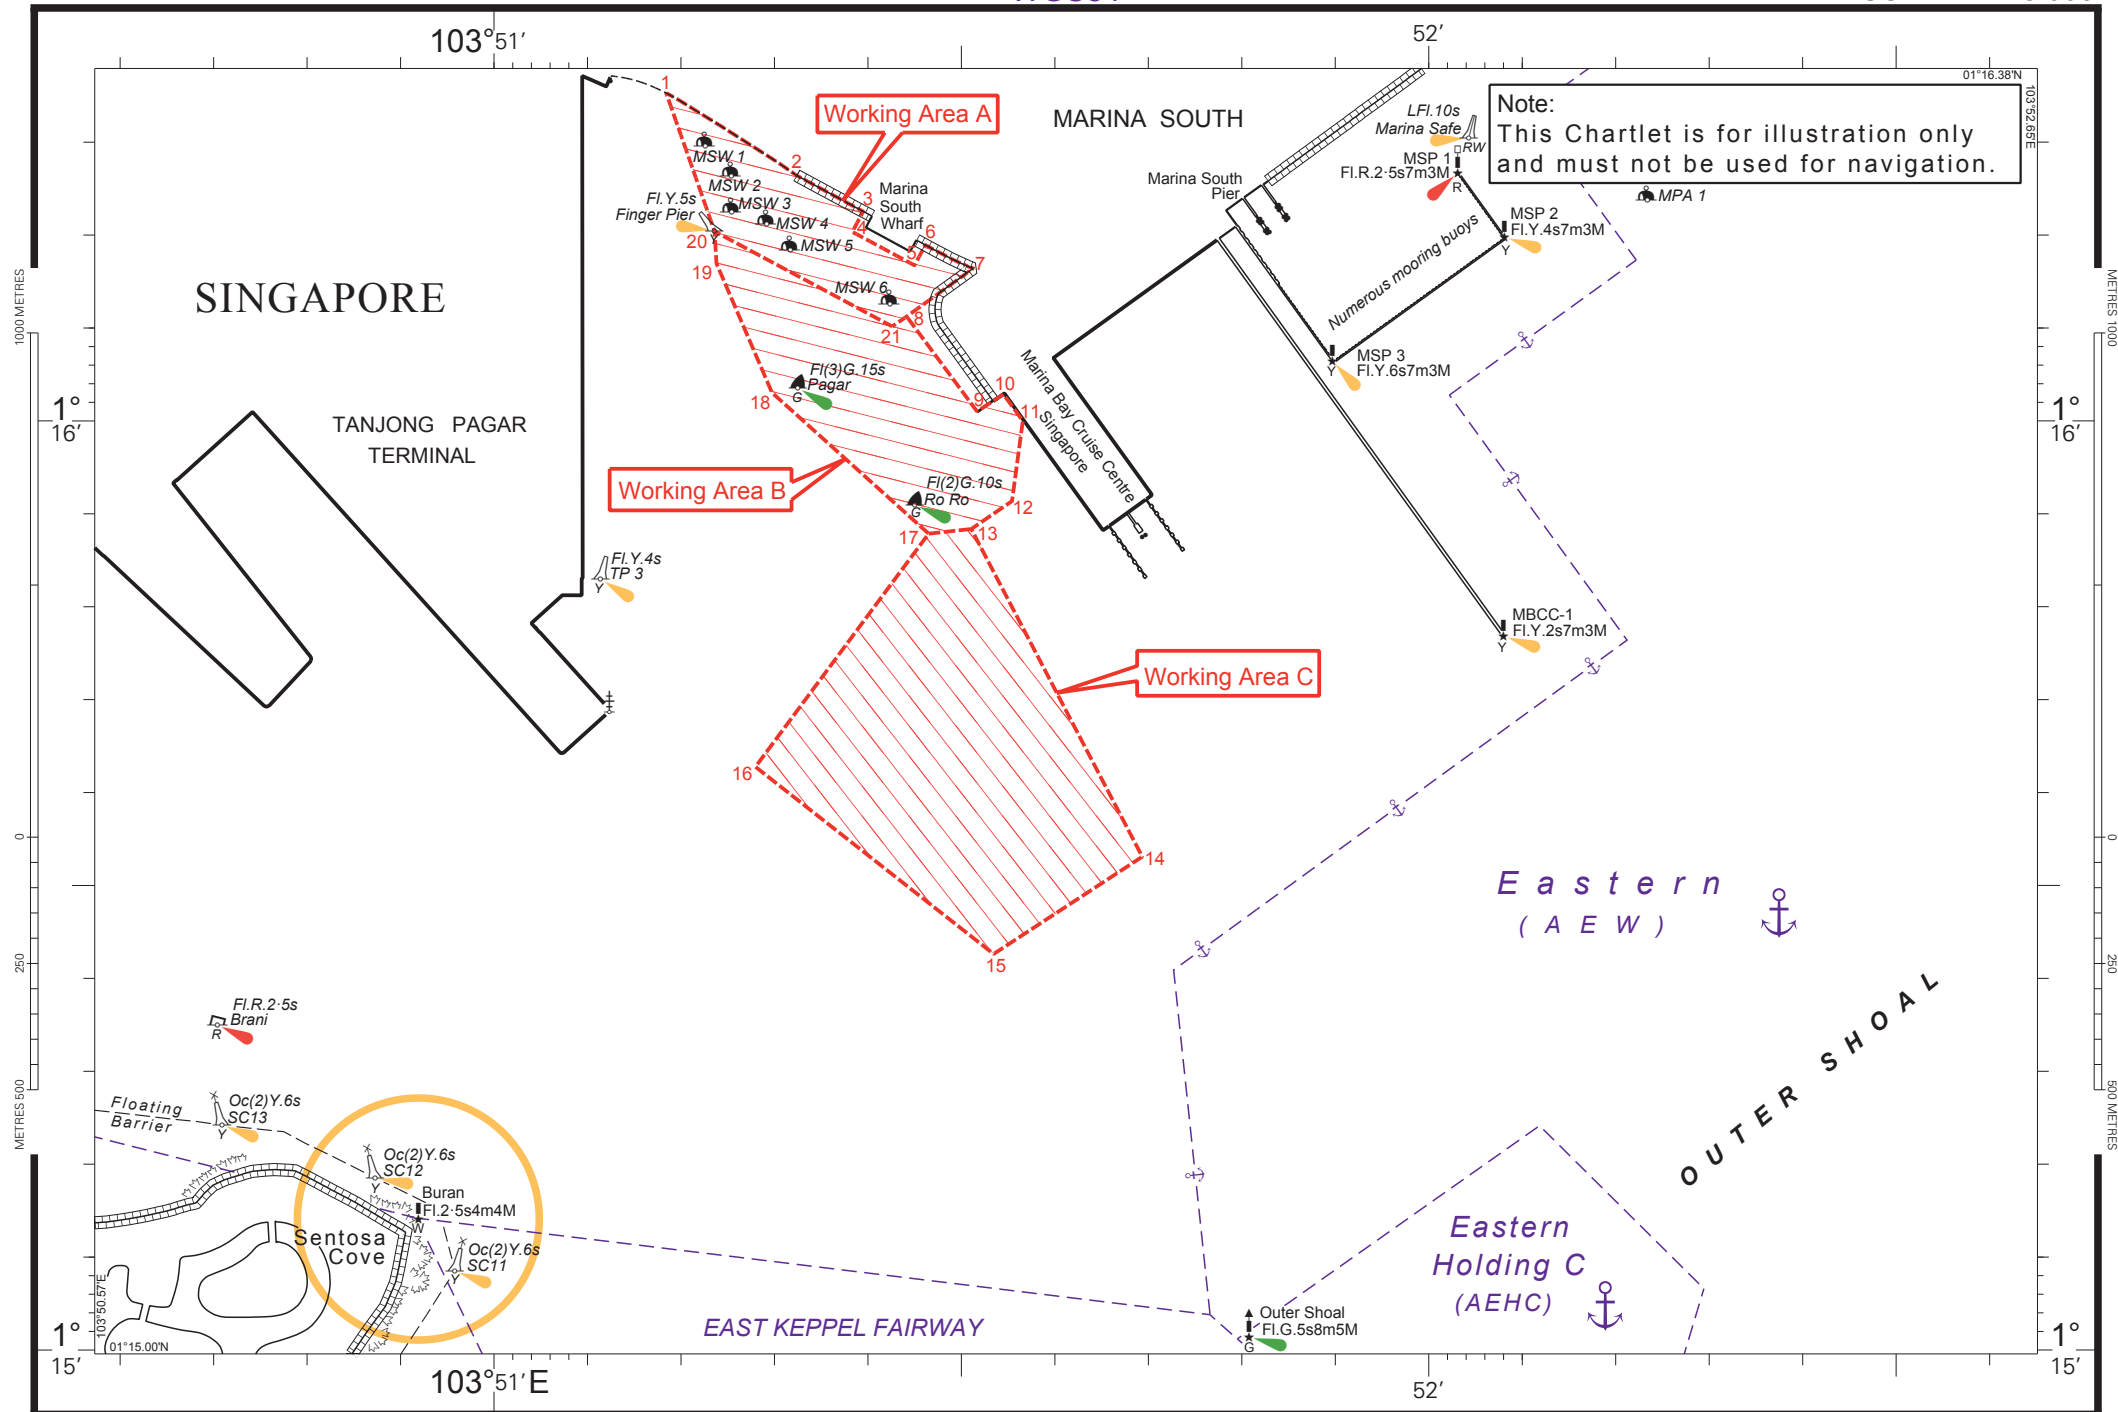 103°51′
52′
01°16.38'N
103°52.65'E
1
Working Area A
MARINA SOUTH
LFl.10s
Marina Safe
RW
Note:
This Chartlet is for illustration only
and must not be used for navigation.
MSW 1
2
MSP 1
Fl.R.2·5s7m3M
R
MSW 2
Marina South
Pier
3
Marina
South
Wharf
MPA 1
Fl.Y.5s
Finger Pier
Y
MSW 3
MSW 4
4
MSP 2
Fl.Y.4s7m3M
Y
20
MSW 5
5
6
Numerous mooring buoys
19
7
1000 METRES
METRES 1000
SINGAPORE
MSW 6
8
21
MSP 3
Fl.Y.6s7m3M
Y
Fl(3)G.15s
Pagar
G
Marina Bay Cruise Centre
Singapore
18
9
10
11
1°
16′
1°
16′
TANJONG PAGAR
TERMINAL
Working Area B
Fl(2)G.10s
Ro Ro
G
12
17
13
Fl.Y.4s
TP 3
Y
MBCC-1
Fl.Y.2s7m3M
Y
Working Area C
16
0
0
14
Eastern
(AEW)
15
250
250
OUTER SHOAL
Fl.R.2·5s
Brani
R
METRES 500
500 METRES
Floating
Barrier
Oc(2)Y.6s
SC13
Y
Oc(2)Y.6s
SC12
Y
Buran
Fl.2·5s4m4M
W
Sentosa
Cove
Oc(2)Y.6s
SC11
Y
Eastern
Holding C
(AEHC)
EAST KEPPEL FAIRWAY
Outer Shoal
Fl.G.5s8m5M
G
103°50.57'E
01°15.00'N
1°
15′
1°
15′
103°51′E
52′